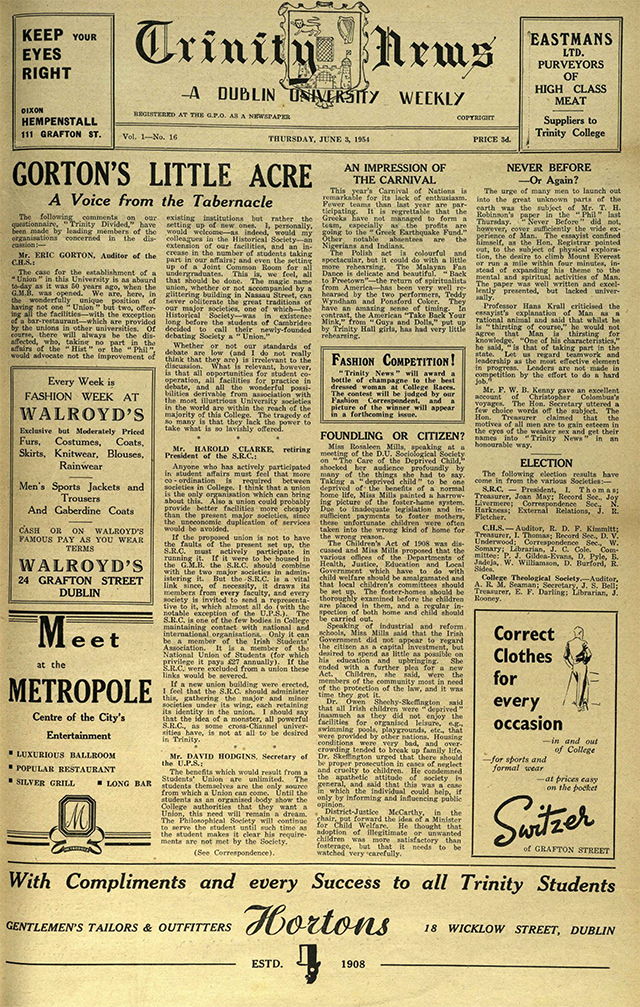 KEEP YOUR
EYES
RIGHT
DIXON
HEMPENSTALL
111 GRAFTON ST.
Trinity News
—A DUBLIN UNIVERSITY WEEKLY
REGISTERED AT THE G.P.O. AS A NEWSPAPER
COPYRIGHT
EASTMANS
LTD.
PURVEYORS
OF
HIGH CLASS
MEAT
Suppliers to
Trinity College
Vol. 1—No. 16
THURSDAY, JUNE 3, 1954
PRICE 3d.
GORTON'S LITTLE ACRE
A Voice from the Tabernacle
The following comments on our
questionnaire, "Trinity Divided," have
been made by leading members of the
organisations concerned in the dis-
cussion:—
Mr. ERIC GORTON, Auditor of the
C.H.S.:
The case for the establishment of a
"Union" in this University is as absurd
to-day as it was 50 years ago, when the
G.M.B. was opened. We are, here, in
the wonderfully unique position of
having not one "Union" but two, offer-
ing all the facilities—with the exception
of a bar-restaurant—which are provided
by the unions in other universities. Of
course, there will always be the dis-
affected, who, taking no part in the
affairs of the "Hist" or the "Phil",
would advocate not the improvement of
Every Week is
FASHION WEEK AT
WALROYD'S
Exclusive but Moderately Priced
Furs, Costumes, Coats,
Skirts, Knitwear, Blouses,
Rainwear
Men's Sports Jackets and
Trousers
And Gaberdine Coats
CASH OR ON WALROYD'S
FAMOUS PAY AS YOU WEAR
TERMS
WALROYD'S
24 GRAFTON STREET
DUBLIN
Meet
at the
METROPOLE
Centre of the City's
Entertainment
LUXURIOUS BALLROOM
POPULAR RESTAURANT
SILVER GRILL LONG BAR
M
existing institutions but rather the
setting up of new ones. I, personally,
would welcome—as indeed, would my
colleagues in the Historical Society—an
extension of our facilities, and an in-
crease in the number of students taking
part in our affairs; and even the setting
up of a Joint Common Room for all
undergraduates. This is, we feel, all
that should be done. The magic name
union, whether or not accompanied by a
glittering building in Nassau Street, can
never obliterate the great traditions of
our major societies, one of which—the
Historical Society—was in existence
long before the students of Cambridge
decided to call their newly-founded
debating Society a "Union."
Whether or not our standards of
debate are low (and I do not really
think that they are) is irrelevant to the
discussion. What is relevant, however,
is that all opportunities for student co-
operation, all facilities for practice in
debate, and all the wonderful possi-
bilities derivable from association with
the most illustrious University societies
in the world are within the reach of the
majority of this College. The tragedy of
so many is that they lack the power to
take what is so lavishly offered.
Mr. HAROLD CLARKE, retiring
President of the S.R.C.:
Anyone who has actively participated
in student affairs must feel that more
co-ordination is required between
societies in College. I think that a union
is the only organisation which can bring
about this. Also a union could probably
provide better facilities more cheaply
than the present major societies, since
the uneconomic duplication of services
would be avoided.
If the proposed union is not to have
the faults of the present set up, the
S.R.C. must actively participate in
running it. If it were to be housed in
the G.M.B. the S.R.C. should combine
with the two major societies in admin-
istering it. But the S.R.C. is a vital
link since, of necessity, it draws its
members from every faculty, and every
society is invited to send a representa-
tive to it, which almost all do (with the
notable exception of the U.P.S.). The
S.R.C. is one of the few bodies in College
maintaining contact with national and
international organisations. Only it can
be a member of the Irish Students'
Association. It is a member of the
National Union of Students (for which
privilege it pays £27 annually). If the
S.R.C. were excluded from a union these
links would be severed.
If a new union building were erected,
I feel that the S.R.C. should administer
this, gathering the major and minor
societies under its wing, each retaining
its identity in the union. I should say
that the idea of a monster, all powerful
S.R.C., as some cross-Channel univer-
sities have, is not at all to be desired
in Trinity.
Mr. DAVID HODGINS, Secretary of
the U.P.S.:
The benefits which would result from a
Students' Union are unlimited. The
students themselves are the only source
from which a Union can come. Until the
students as an organised body show the
College authorities that they want a
Union, this need will remain a dream.
The Philosophical Society will continue
to serve the student until such time as
the student makes it clear his require-
ments are not met by the Society.
(See Correspondence).
AN IMPRESSION OF
THE CARNIVAL
This year's Carnival of Nations is
remarkable for its lack of enthusiasm.
Fewer teams than last year are par-
ticipating. It is regrettable that the
Greeks have not managed to form a
team, especially as the profits are
going to the "Greek Earthquake Fund."
Other notable absentees are the
Nigerians and Indians.
The Polish act is colourful and
spectacular, but it could do with a little
more rehearsing. The Malayan Fan
Dance is delicate and beautiful. "Back
to Freetown"—the return of spiritualists
from America—has been very well re-
hearsed by the two performers, Teddy
Wyndham and Fonsford Coker. They
have an amazing sense of timing. In
contrast, the American "Take Back Your
Mink," from "Guys and Dolls," put up
by Trinity Hall girls, has had very little
rehearsing.
Fashion Competition!
"Trinity News" will award a
bottle of champagne to the best
dressed woman at College Races.
The contest will be judged by our
Fashion Correspondent, and a
picture of the winner will appear
in a forthcoming issue.
FOUNDLING OR CITIZEN?
Miss Rosaleen Mills, speaking at a
meeting of the D.U. Sociological Society
on "The Care of the Deprived Child,"
shocked her audience profoundly by
many of the things she had to say.
Taking a "deprived child" to be one
deprived of the benefits of a normal
home life, Miss Mills painted a harrow-
ing picture of the foster-home system.
Due to inadequate legislation and in-
sufficient payments to foster mothers,
these unfortunate children were often
taken into the wrong kind of home for
the wrong reason.
The Children's Act of 1908 was dis-
cussed and Miss Mills proposed that the
various offices of the Departments of
Health, Justice, Education and Local
Government which have to do with
child welfare should be amalgamated and
that local children's committees should
be set up. The foster-homes should be
thoroughly examined before the children
are placed in them, and a regular in-
spection of both home and child should
be carried out.
Speaking of industrial and reform
schools, Miss Mills said that the Irish
Government did not appear to regard
the citizen as a capital investment, but
desired to spend as little as possible on
his education and upbringing. She
ended with a further plea for a new
Act. Children, she said, were the
members of the community most in need
of the protection of the law, and it was
time they got it.
Dr. Owen Sheehy-Skeffington said
that all Irish children were "deprived"
inasmuch as they did not enjoy the
facilities for organised leisure, e.g.,
swimming pools, playgrounds, etc., that
were provided by other nations. Housing
conditions were very bad, and over-
crowding tended to break up family life.
Dr. Skeffington urged that there should
be proper prosecution in cases of neglect
and cruelty to children. He condemned
the apathetic attitude of society in
general, and said that this was a case
in which the individual could help, if
only by informing and influencing public
opinion.
District-Justice McCarthy, in the
chair, put forward the idea of a Minister
for Child Welfare. He thought that
adoption of illegitimate or unwanted
children was more satisfactory than
fosterage, but that it needs to be
watched very carefully.
NEVER BEFORE
—Or Again?
The urge of many men to launch out
into the great unknown parts of the
earth was the subject of Mr. T. H.
Robinson's paper in the "Phil" last
Thursday. "Never Before" did not,
however, cover sufficiently the wide exp-
erience of Man. The essayist confined
himself, as the Hon. Registrar pointed
out, to the subject of physical explora-
tion, the desire to climb Mount Everest
or run a mile within four minutes, in-
stead of expanding his theme to the
mental and spiritual activities of Man.
The paper was well written and excel-
lently presented, but lacked under-
current.
Professor Hans Krall criticised the
essayist's explanation of Man as a
rational animal and said that whilst he
is "thirsting of course," he would not
agree that Man is thirsting for
knowledge. "One of his characteristics,"
he said, "is that of taking part in the
state. Let us regard teamwork and
leadership as the most effective element
in progress. Leaders are not made in
competition by the effort to do a hard
job."
Mr. F. W. B. Kenny gave an excellent
account of Christopher Columbus's
voyages. The Hon. Secretary uttered a
few choice words off the subject. The
Hon. Treasurer claimed that the
motives of all men are to gain esteem in
the eyes of the weaker sex and get their
names into "Trinity News" in an
honourable way.
ELECTION
The following election results have
come in from the various Societies:—
S.R.C. — President, I. Thomas;
Treasurer, Joan May; Record Sec., Joy
Livermere; Correspondence Sec., V.
Harkness; External Relations, J. R.
Fletcher.
C.H.S.—Auditor, R. D. F. Kimmitt;
Treasurer, I. Thomas; Record Sec., D. V.
Underwood; Correspondence Sec., W.
Somary; Librarian, J. C. Cole. Com-
mittee: P. J. Gildea-Evans, D. Pyle, B.
Jadeja, W. Williamson, D. Burford, R.
Sides.
College Theological Society.—Auditor,
A. R. M. Seaman; Secretary, J. S. Bell;
Treasurer, E. F. Darling; Librarian, J.
Rooney.
Correct
Clothes
for
every
occasion
—in and out
of College
—for sports and
formal wear
—at prices easy
on the pocket
Switzer
of GRAFTON STREET
With Compliments and every Success to all Trinity Students
GENTLEMEN'S TAILORS & OUTFITTERS Hortons 18 WICKLOW STREET, DUBLIN
ESTD. 1908